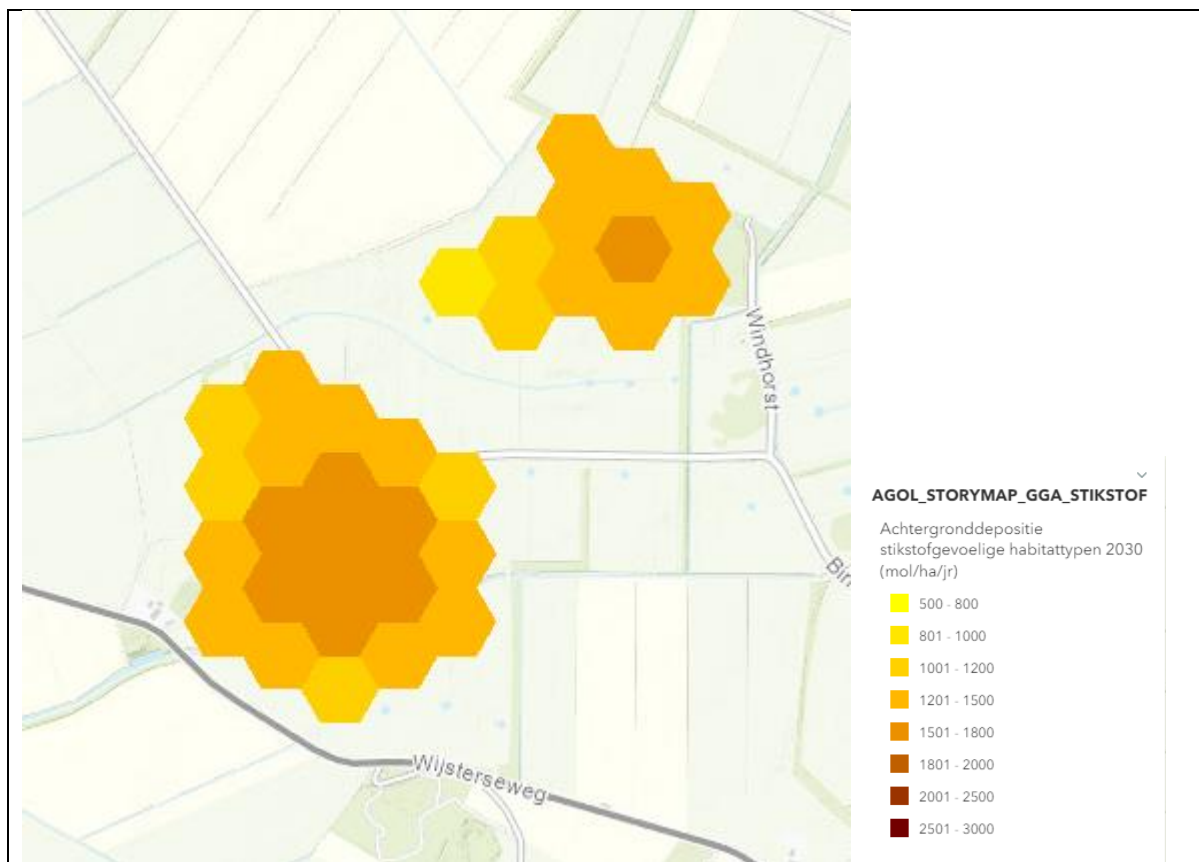 Windhorst
Bin
Wijsterseweg
AGOL_STORYMAP_GGA_STIKSTOF
Achtergronddepositie
stikstofgevoelige habitattypen 2030
(mol/ha/jr)
500 - 800
801 - 1000
1001 - 1200
1201 - 1500
1501 - 1800
1801 - 2000
2001 - 2500
2501 - 3000